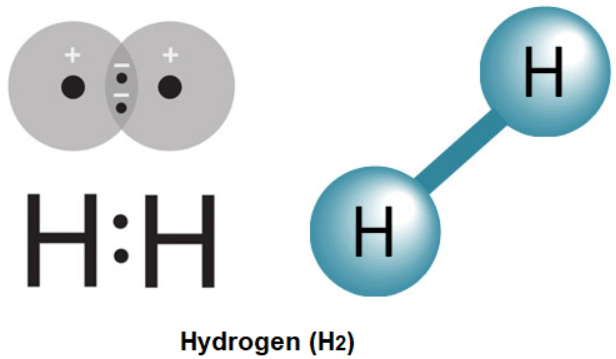 + – +
–
H:H
H
H
Hydrogen (H₂)